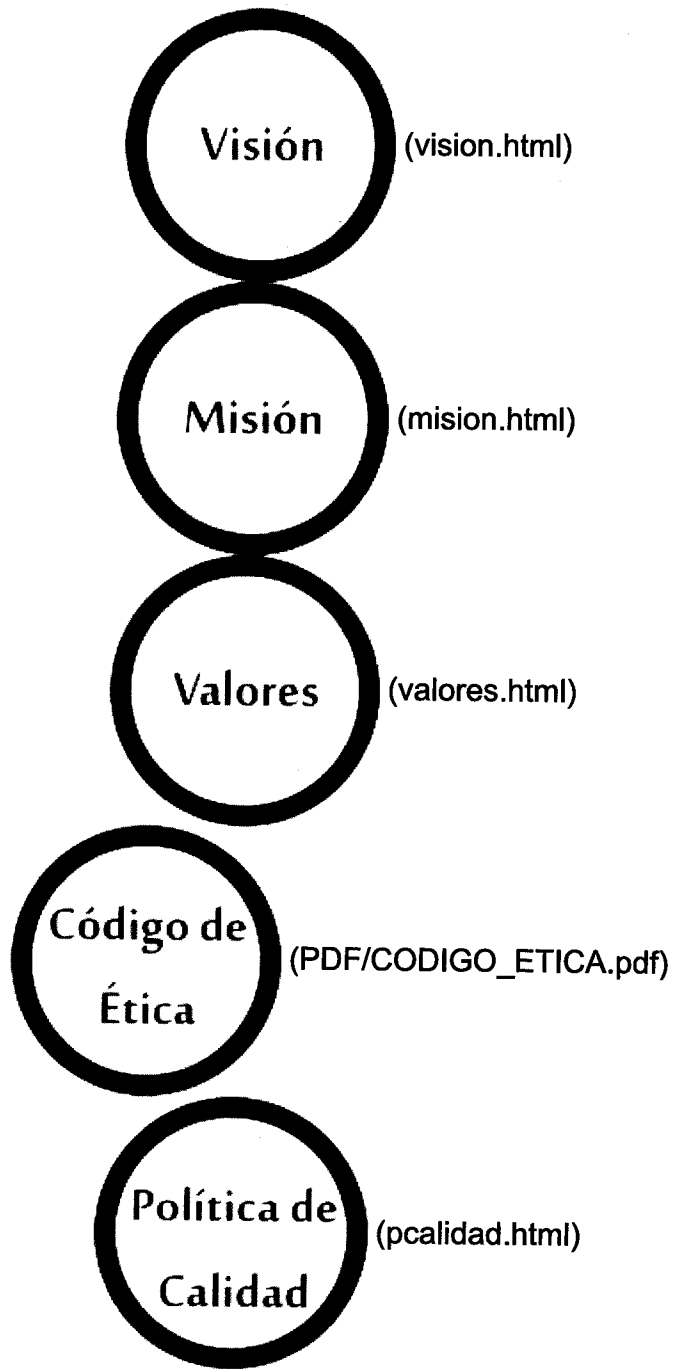 Visión (vision.html)
Misión (mision.html)
Valores (valores.html)
Código de
Ética
(PDF/CODIGO_ETICA.pdf)
Política de
Calidad
(pcalidad.html)